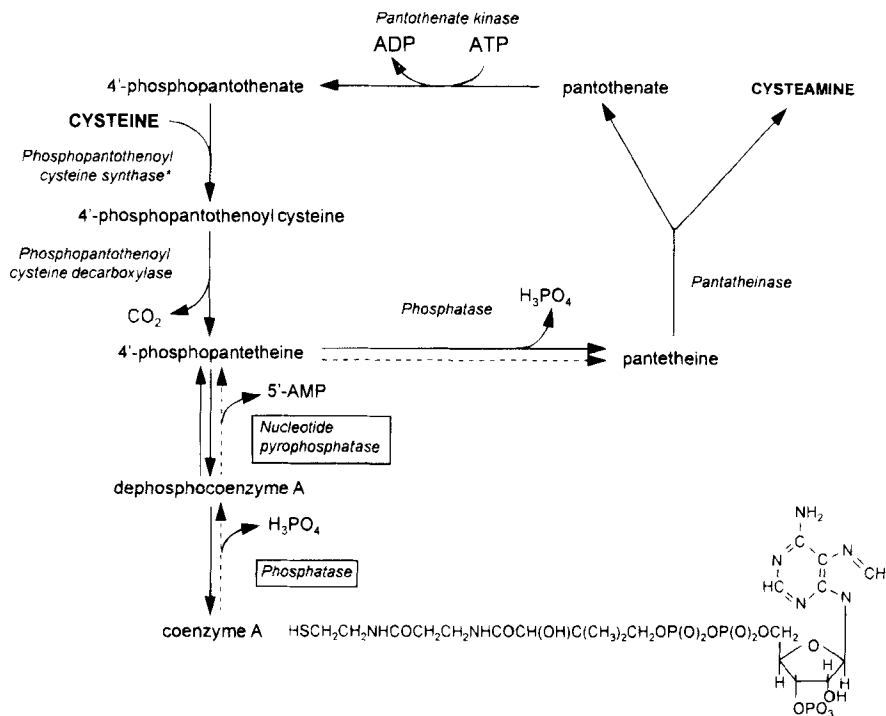 Pantothenate kinase
ADP ATP
4'-phosphopantothenate
pantothenate
CYSTEAMINE
CYSTEINE
Phosphopantothenoyl
cysteine synthase*
4'-phosphopantothenoyl cysteine
Phosphopantothenoyl
cysteine decarboxylase
Pantatheinase
CO2
Phosphatase
H3PO4
4'-phosphopantetheine
pantetheine
5'-AMP
Nucleotide
pyrophosphatase
dephosphocoenzyme A
H3PO4
Phosphatase
coenzyme A
HSCH2CH2NHCOCH2CH2NHCOCH(OH)C(CH3)2CH2OP(O)2OP(O)2OCH2
NH2
C
N C N
CH
HC C
N N
O
H
H H
OH
OPO3